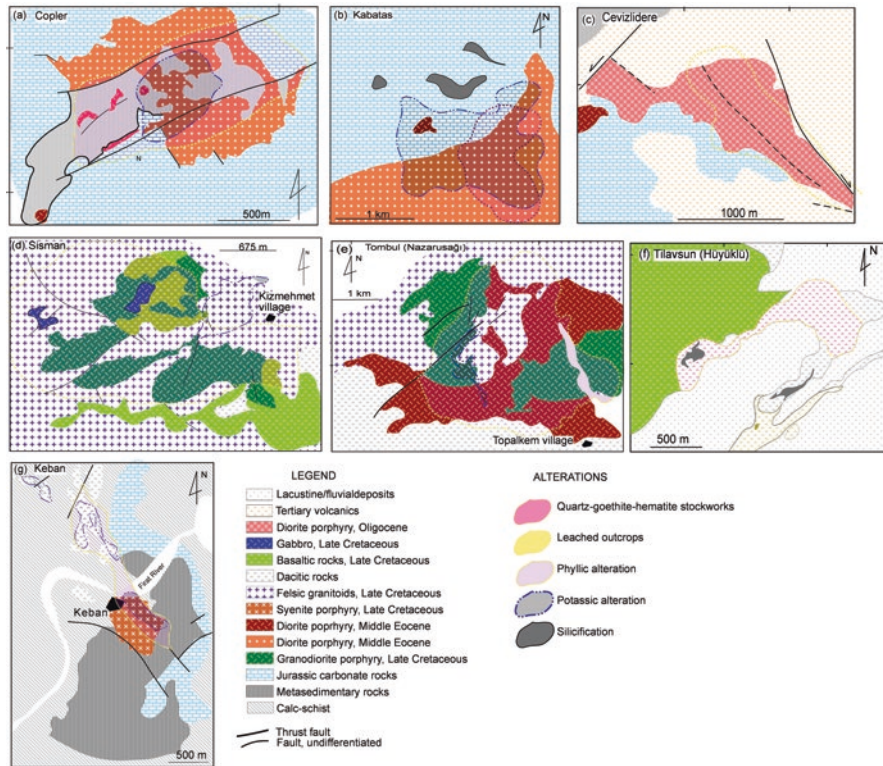 (a) Copler
N
N
500m
(b) Kabatas
N
1 km
(c) Cevizlidere
N
1000 m
(d) Sisman
675 m
N
Kizmehmet
village
(e) Tombul (Nazarusağı)
N
1 km
Topalkem village
(f) Tilavsun (Hüyüklü)
N
500 m
(g) Keban
N
Firat River
Keban
500 m
LEGEND
Lacustine/fluvialdeposits
Tertiary volcanics
Diorite porphyry, Oligocene
Gabbro, Late Cretaceous
Basaltic rocks, Late Cretaceous
Dacitic rocks
Felsic granitoids, Late Cretaceous
Syenite porphyry, Late Cretaceous
Diorite poprhyry, Middle Eocene
Diorite porphyry, Middle Eocene
Granodiorite porphyry, Late Cretaceous
Jurassic carbonate rocks
Metasedimentary rocks
Calc-schist
Thrust fault
Fault, undifferentiated
ALTERATIONS
Quartz-goethite-hematite stockworks
Leached outcrops
Phyllic alteration
Potassic alteration
Silicification